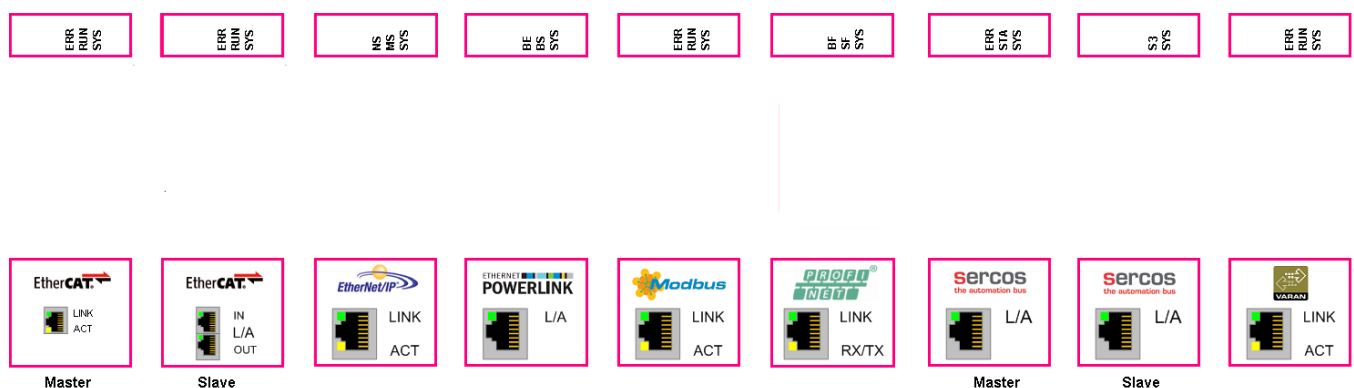 ERR
RUN
SYS
ERR
RUN
SYS
NS
MS
SYS
BE
BS
SYS
ERR
RUN
SYS
BF
SF
SYS
ERR
STA
SYS
S3
SYS
ERR
RUN
SYS
EtherCAT.
LINK
ACT
Master
EtherCAT.
IN
L/A
OUT
Slave
EtherNet/IP
LINK
ACT
ETHERNET
POWERLINK
L/A
Modbus
LINK
ACT
PROFI®
NET
LINK
RX/TX
sercos
the automation bus
L/A
Master
sercos
the automation bus
L/A
Slave
VARAN
LINK
ACT